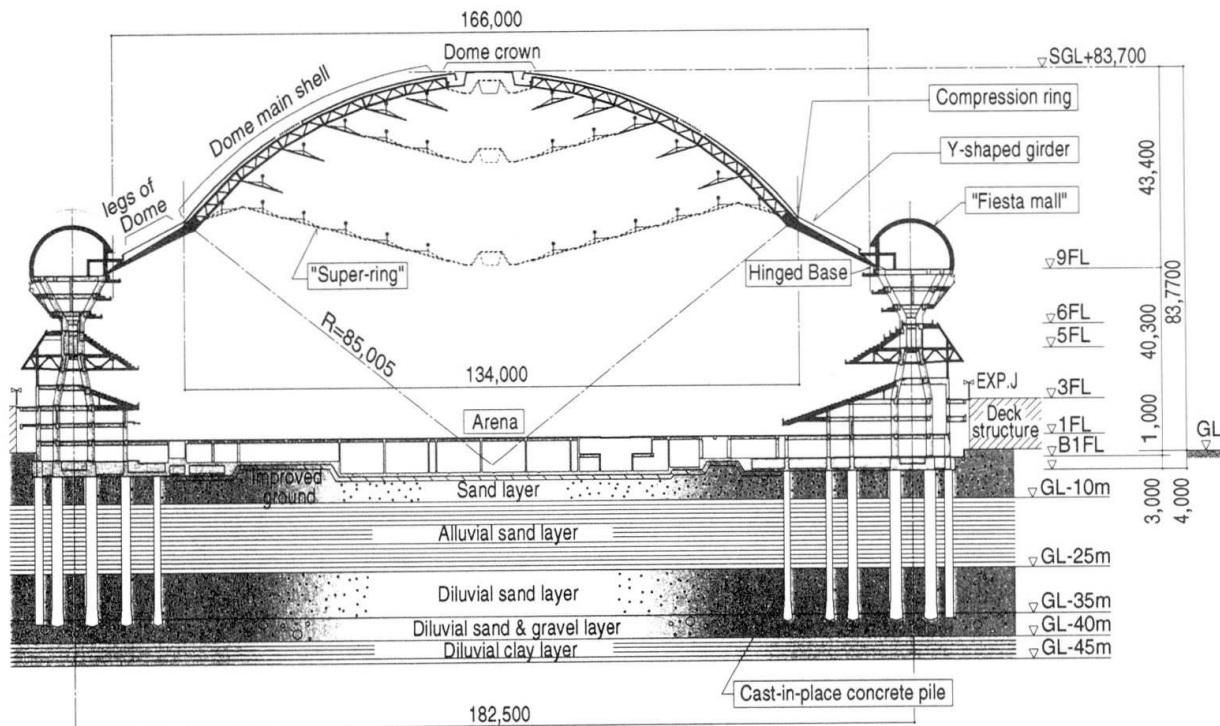 166,000
Dome crown
SGL+83,700
Dome main shell
Compression ring
Y-shaped girder
43,400
legs of
Dome
"Fiesta mall"
"Super-ring"
Hinged Base
9FL
83,7700
R=85,005
6FL
5FL
40,300
134,000
EXP.J
3FL
Arena
Deck
structure
1FL
1,000
GL
B1FL
Improved
ground
Sand layer
GL-10m
3,000
4,000
Alluvial sand layer
GL-25m
Diluvial sand layer
GL-35m
Diluvial sand & gravel layer
GL-40m
Diluvial clay layer
GL-45m
Cast-in-place concrete pile
182,500